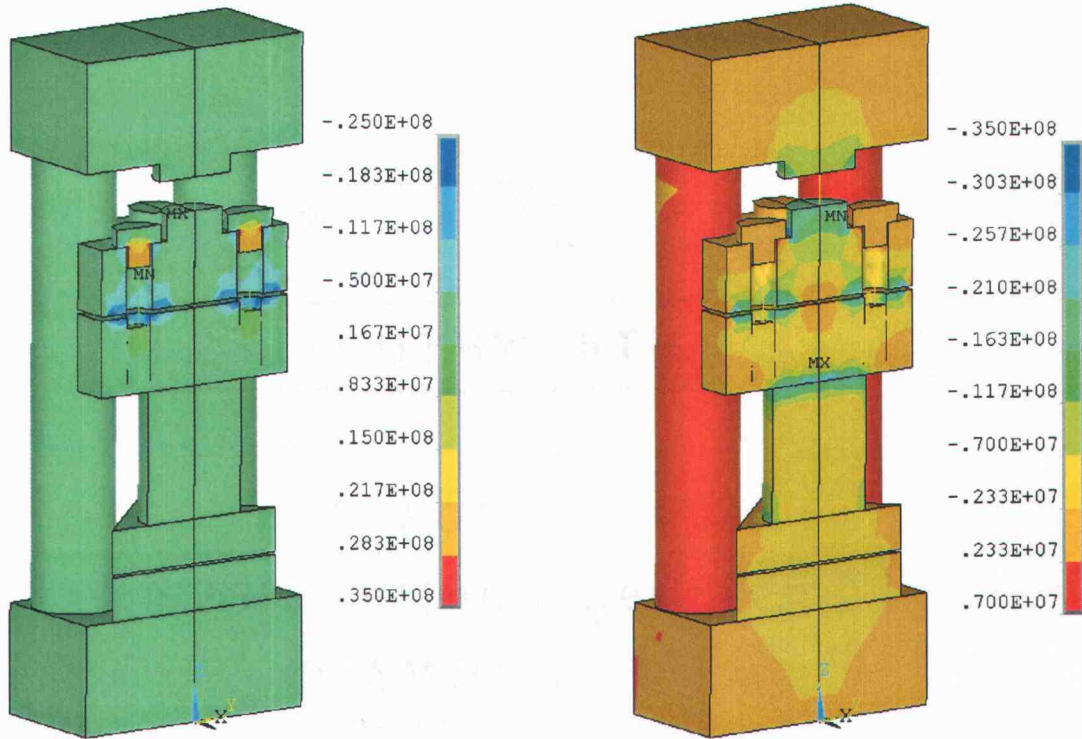 -.250E+08
-.183E+08
-.117E+08
-.500E+07
.167E+07
.833E+07
.150E+08
.217E+08
.283E+08
.350E+08
MX
MN
Z
Y
X
-.350E+08
-.303E+08
-.257E+08
-.210E+08
-.163E+08
-.117E+08
-.700E+07
-.233E+07
.233E+07
.700E+07
MN
MX
Z
Y
X